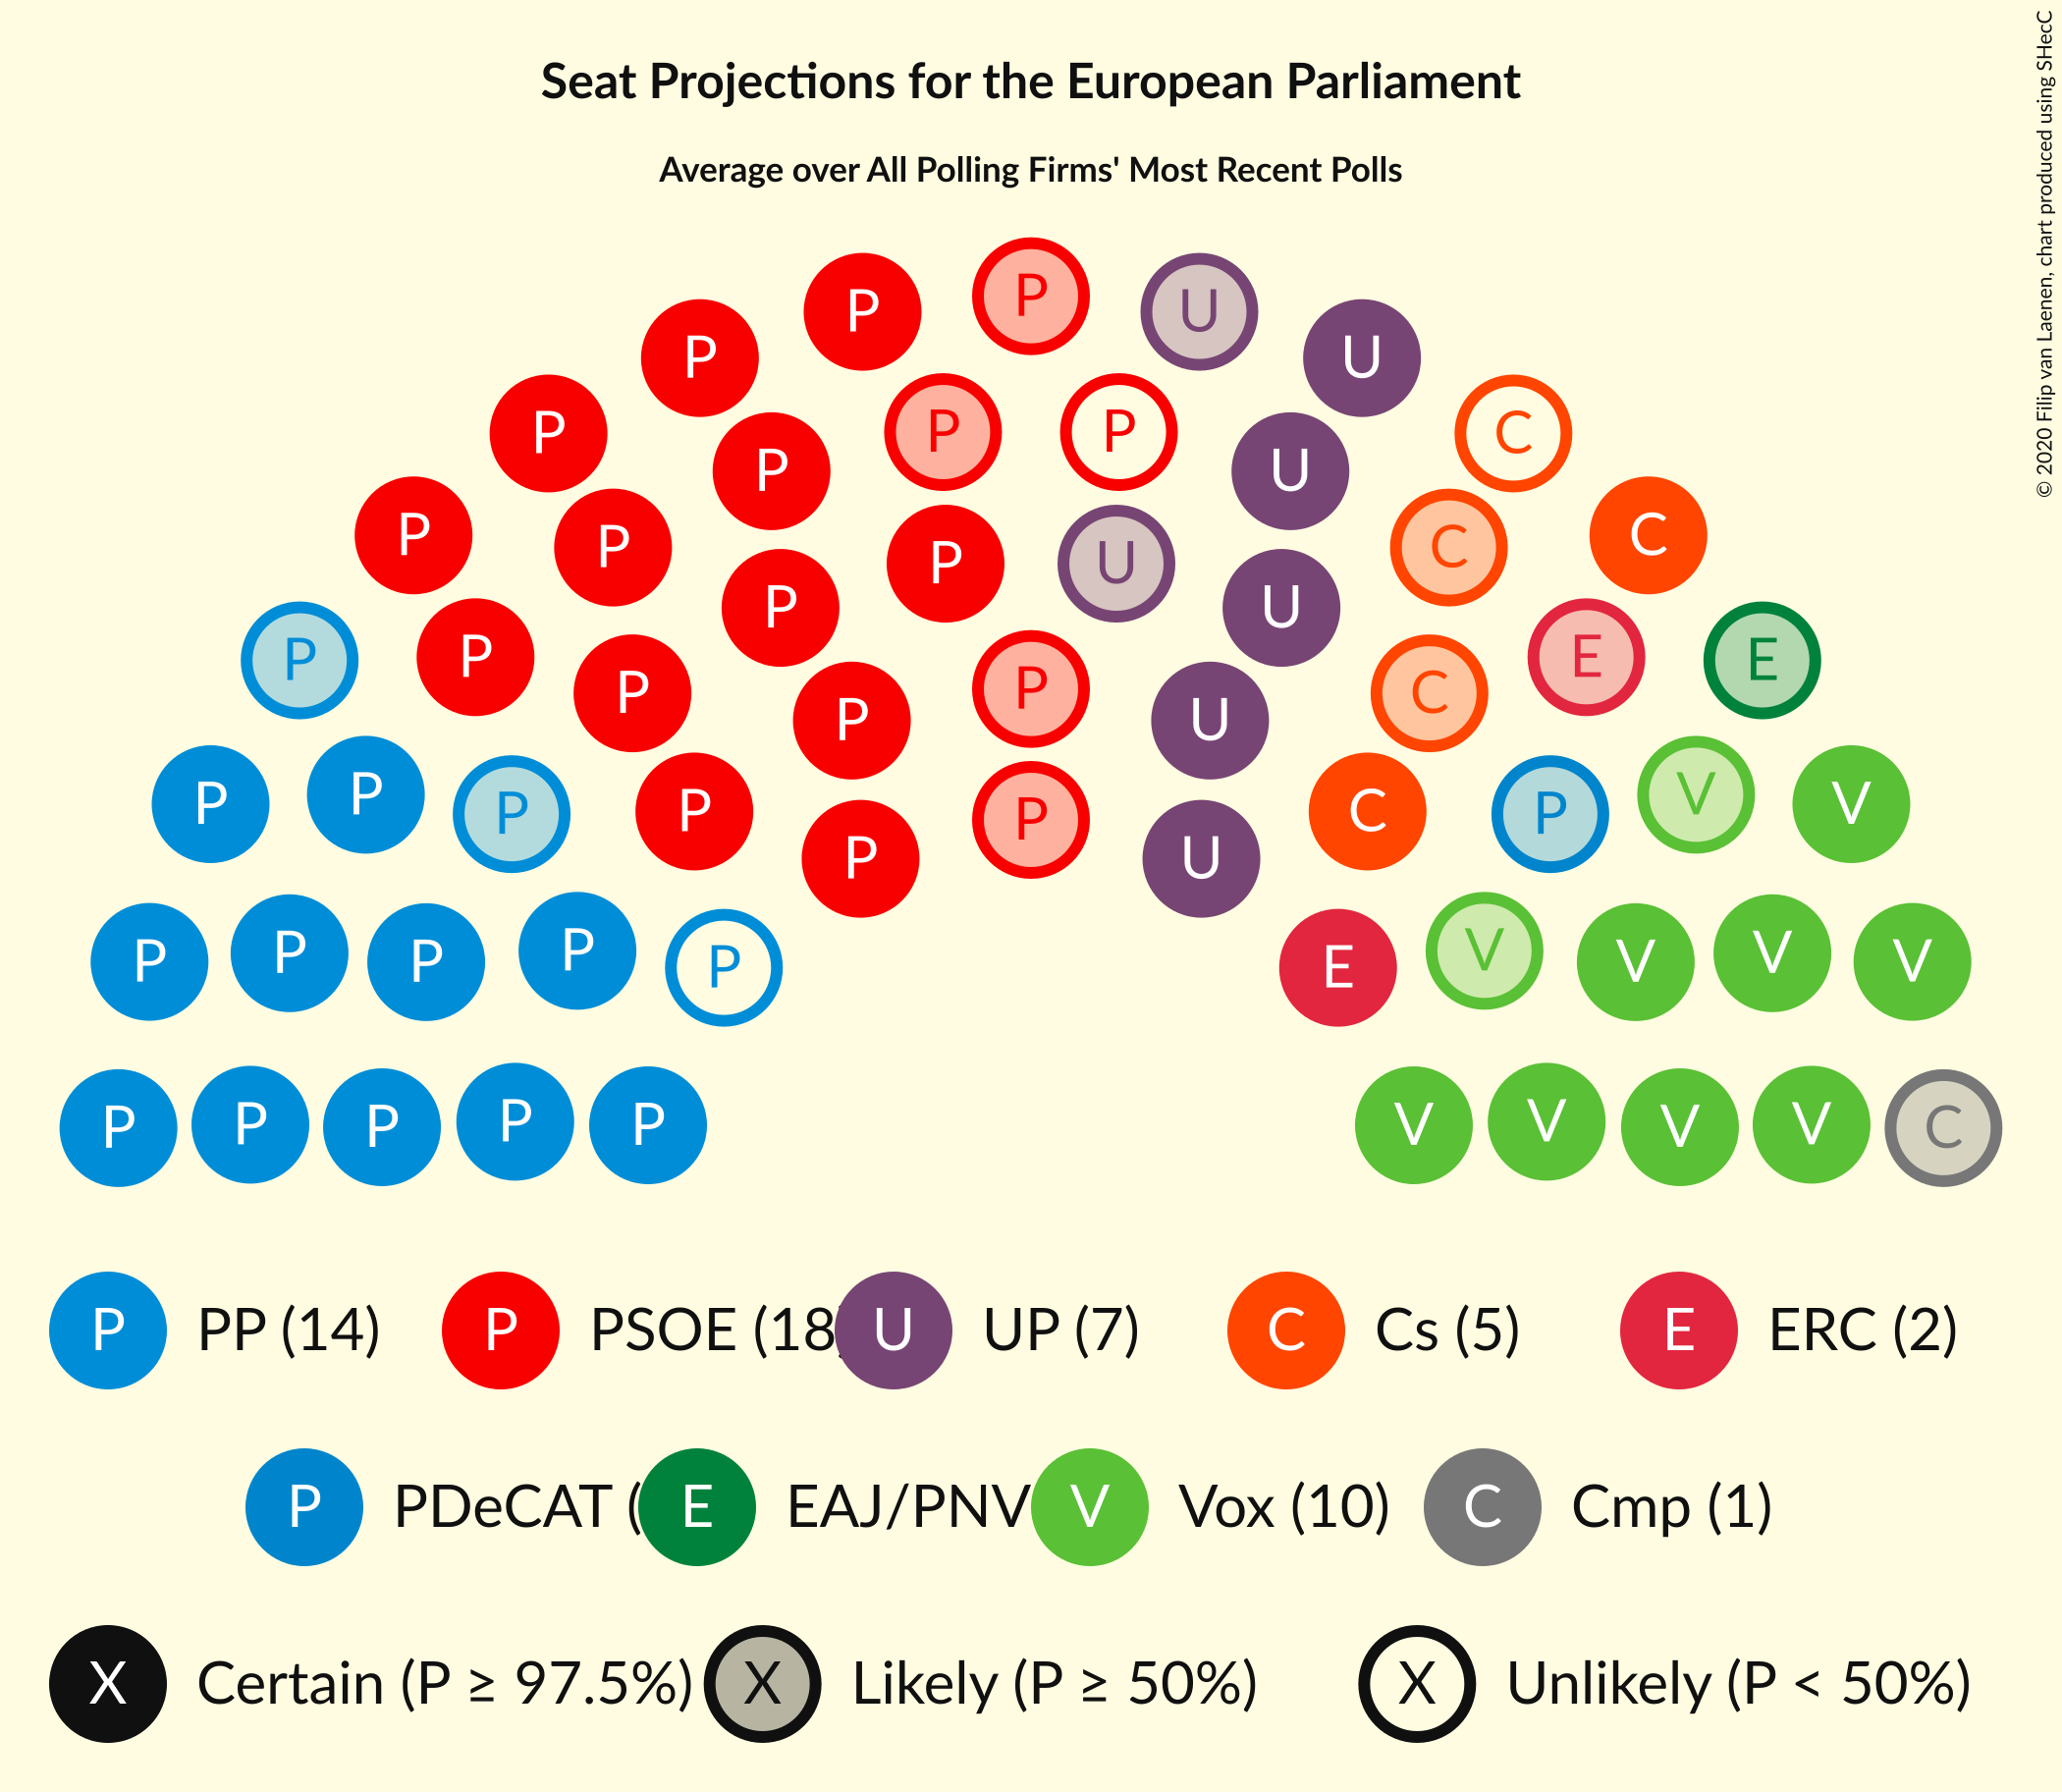 Seat Projections for the European Parliament
Average over All Polling Firms' Most Recent Polls
© 2020 Filip van Laenen, chart produced using SHecC
P P U U
P P C
P P P U
P P C C
P U
P P U E E
P P P C
P P U
P P P P C P V V
P U
P P P P P E V V V V
P P P P P V V V V C
P PP (14) P PSOE (18 U UP (7) C Cs (5) E ERC (2)
P PDeCAT ( E EAJ/PNV V Vox (10) C Cmp (1)
X Certain (P ≥ 97.5%) X Likely (P ≥ 50%) X Unlikely (P < 50%)